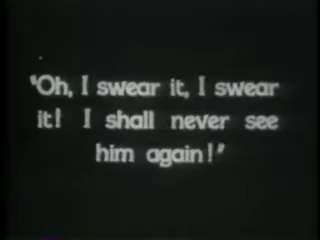 "Oh, I swear it, I swear
it! I shall never see
him again!"